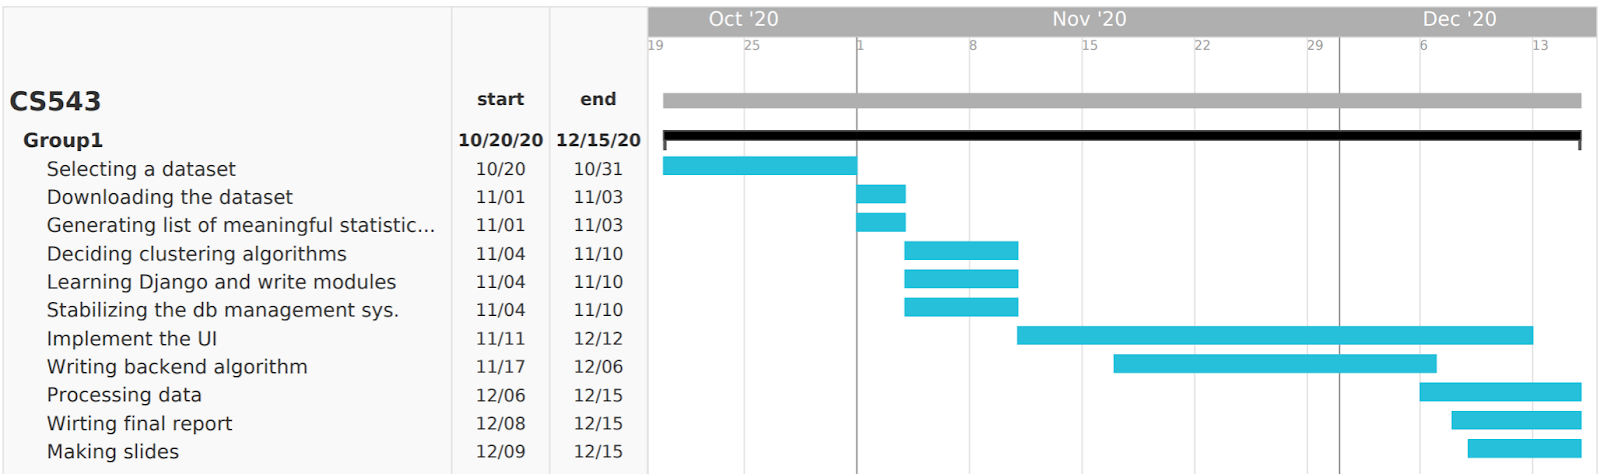 Oct '20 Nov '20 Dec '20
19 25 1 8 15 22 29 6 13
CS543 start end
Group1 10/20/20 12/15/20
Selecting a dataset 10/20 10/31
Downloading the dataset 11/01 11/03
Generating list of meaningful statistic... 11/01 11/03
Deciding clustering algorithms 11/04 11/10
Learning Django and write modules 11/04 11/10
Stabilizing the db management sys. 11/04 11/10
Implement the UI 11/11 12/12
Writing backend algorithm 11/17 12/06
Processing data 12/06 12/15
Wirting final report 12/08 12/15
Making slides 12/09 12/15